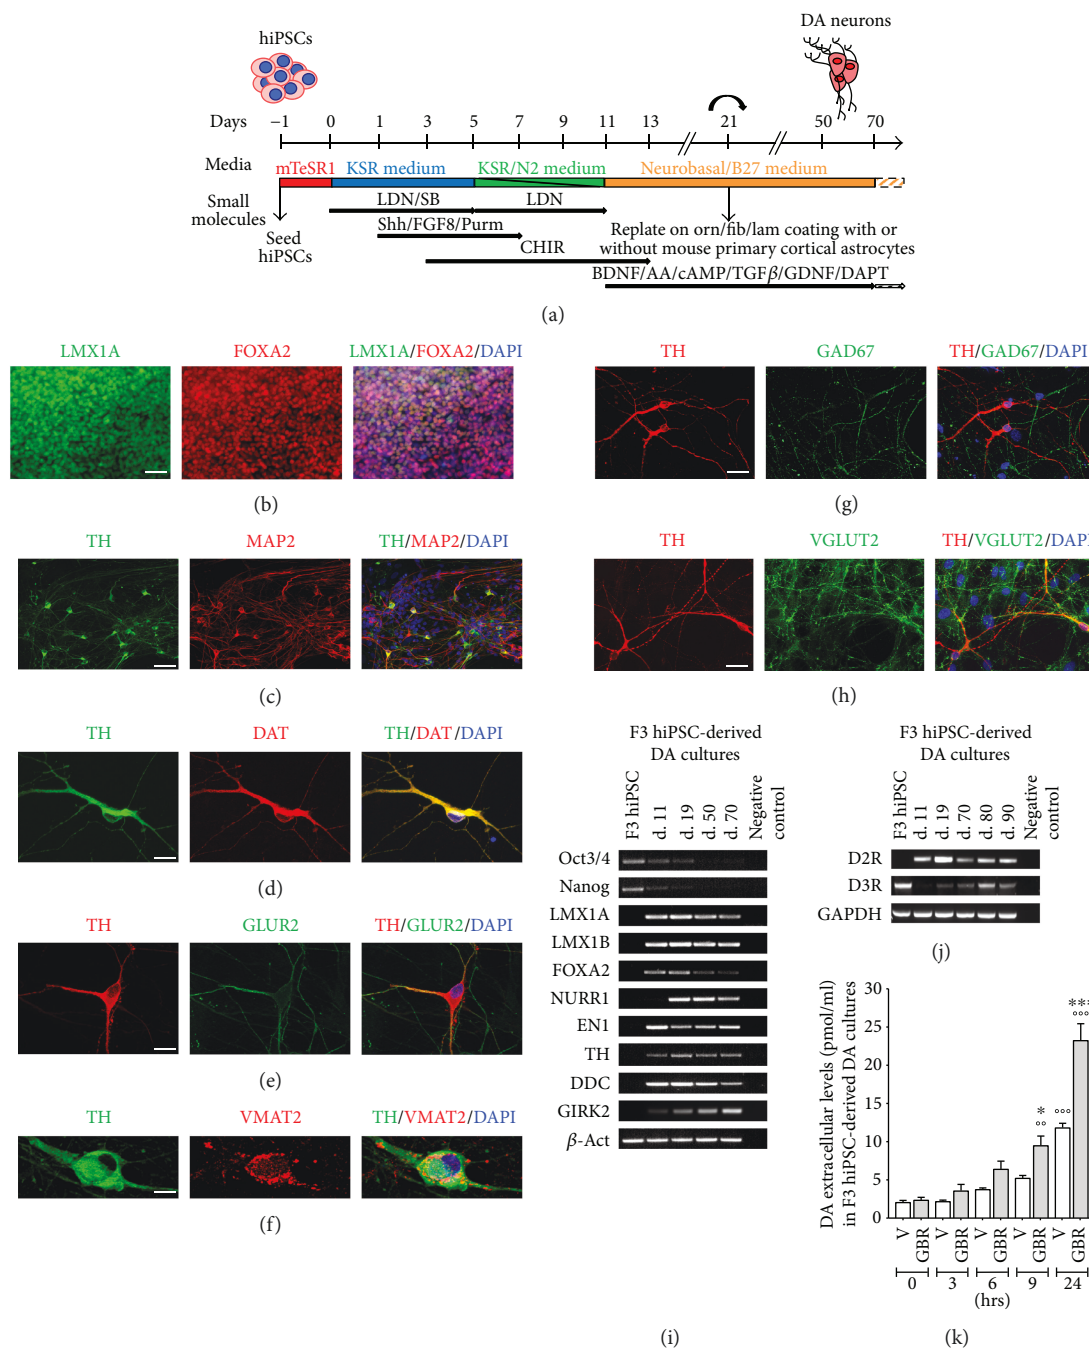 hiPSCs
DA neurons
Days −1 0 1 3 5 7 9 11 13 21 50 70
Media mTeSR1 KSR medium KSR/N2 medium Neurobasal/B27 medium
Small molecules
LDN/SB LDN
Seed hiPSCs
Shh/FGF8/Purm
CHIR
Replate on orn/fib/lam coating with or
without mouse primary cortical astrocytes
BDNF/AA/cAMP/TGFβ/GDNF/DAPT
(a)
LMX1A FOXA2 LMX1A/FOXA2/DAPI
(b)
TH MAP2 TH/MAP2/DAPI
(c)
TH DAT TH/DAT/DAPI
(d)
TH GLUR2 TH/GLUR2/DAPI
(e)
TH VMAT2 TH/VMAT2/DAPI
(f)
TH GAD67 TH/GAD67/DAPI
(g)
TH VGLUT2 TH/VGLUT2/DAPI
(h)
F3 hiPSC-derived
DA cultures
F3 hiPSC d. 11 d. 19 d. 50 d. 70 Negative control
Oct3/4
Nanog
LMX1A
LMX1B
FOXA2
NURR1
EN1
TH
DDC
GIRK2
β-Act
(i)
F3 hiPSC-derived
DA cultures
F3 hiPSC d. 11 d. 19 d. 70 d. 80 d. 90 Negative control
D2R
D3R
GAPDH
(j)
DA extracellular levels (pmol/ml)
in F3 hiPSC-derived DA cultures
30
25
20
15
10
5
0
*
°°
°°°
***
°°°
V GBR V GBR V GBR V GBR V GBR
0 3 6 9 24
(hrs)
(k)